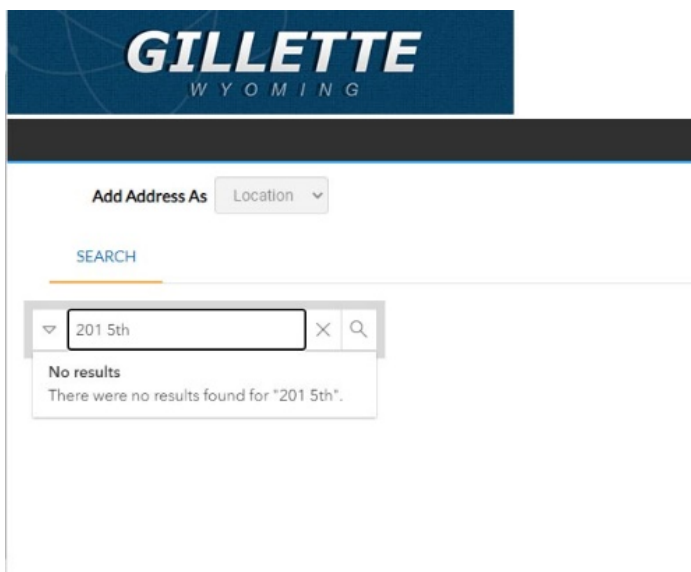 GILLETTE
WYOMING
Add Address As Location
SEARCH
201 5th
No results
There were no results found for "201 5th".